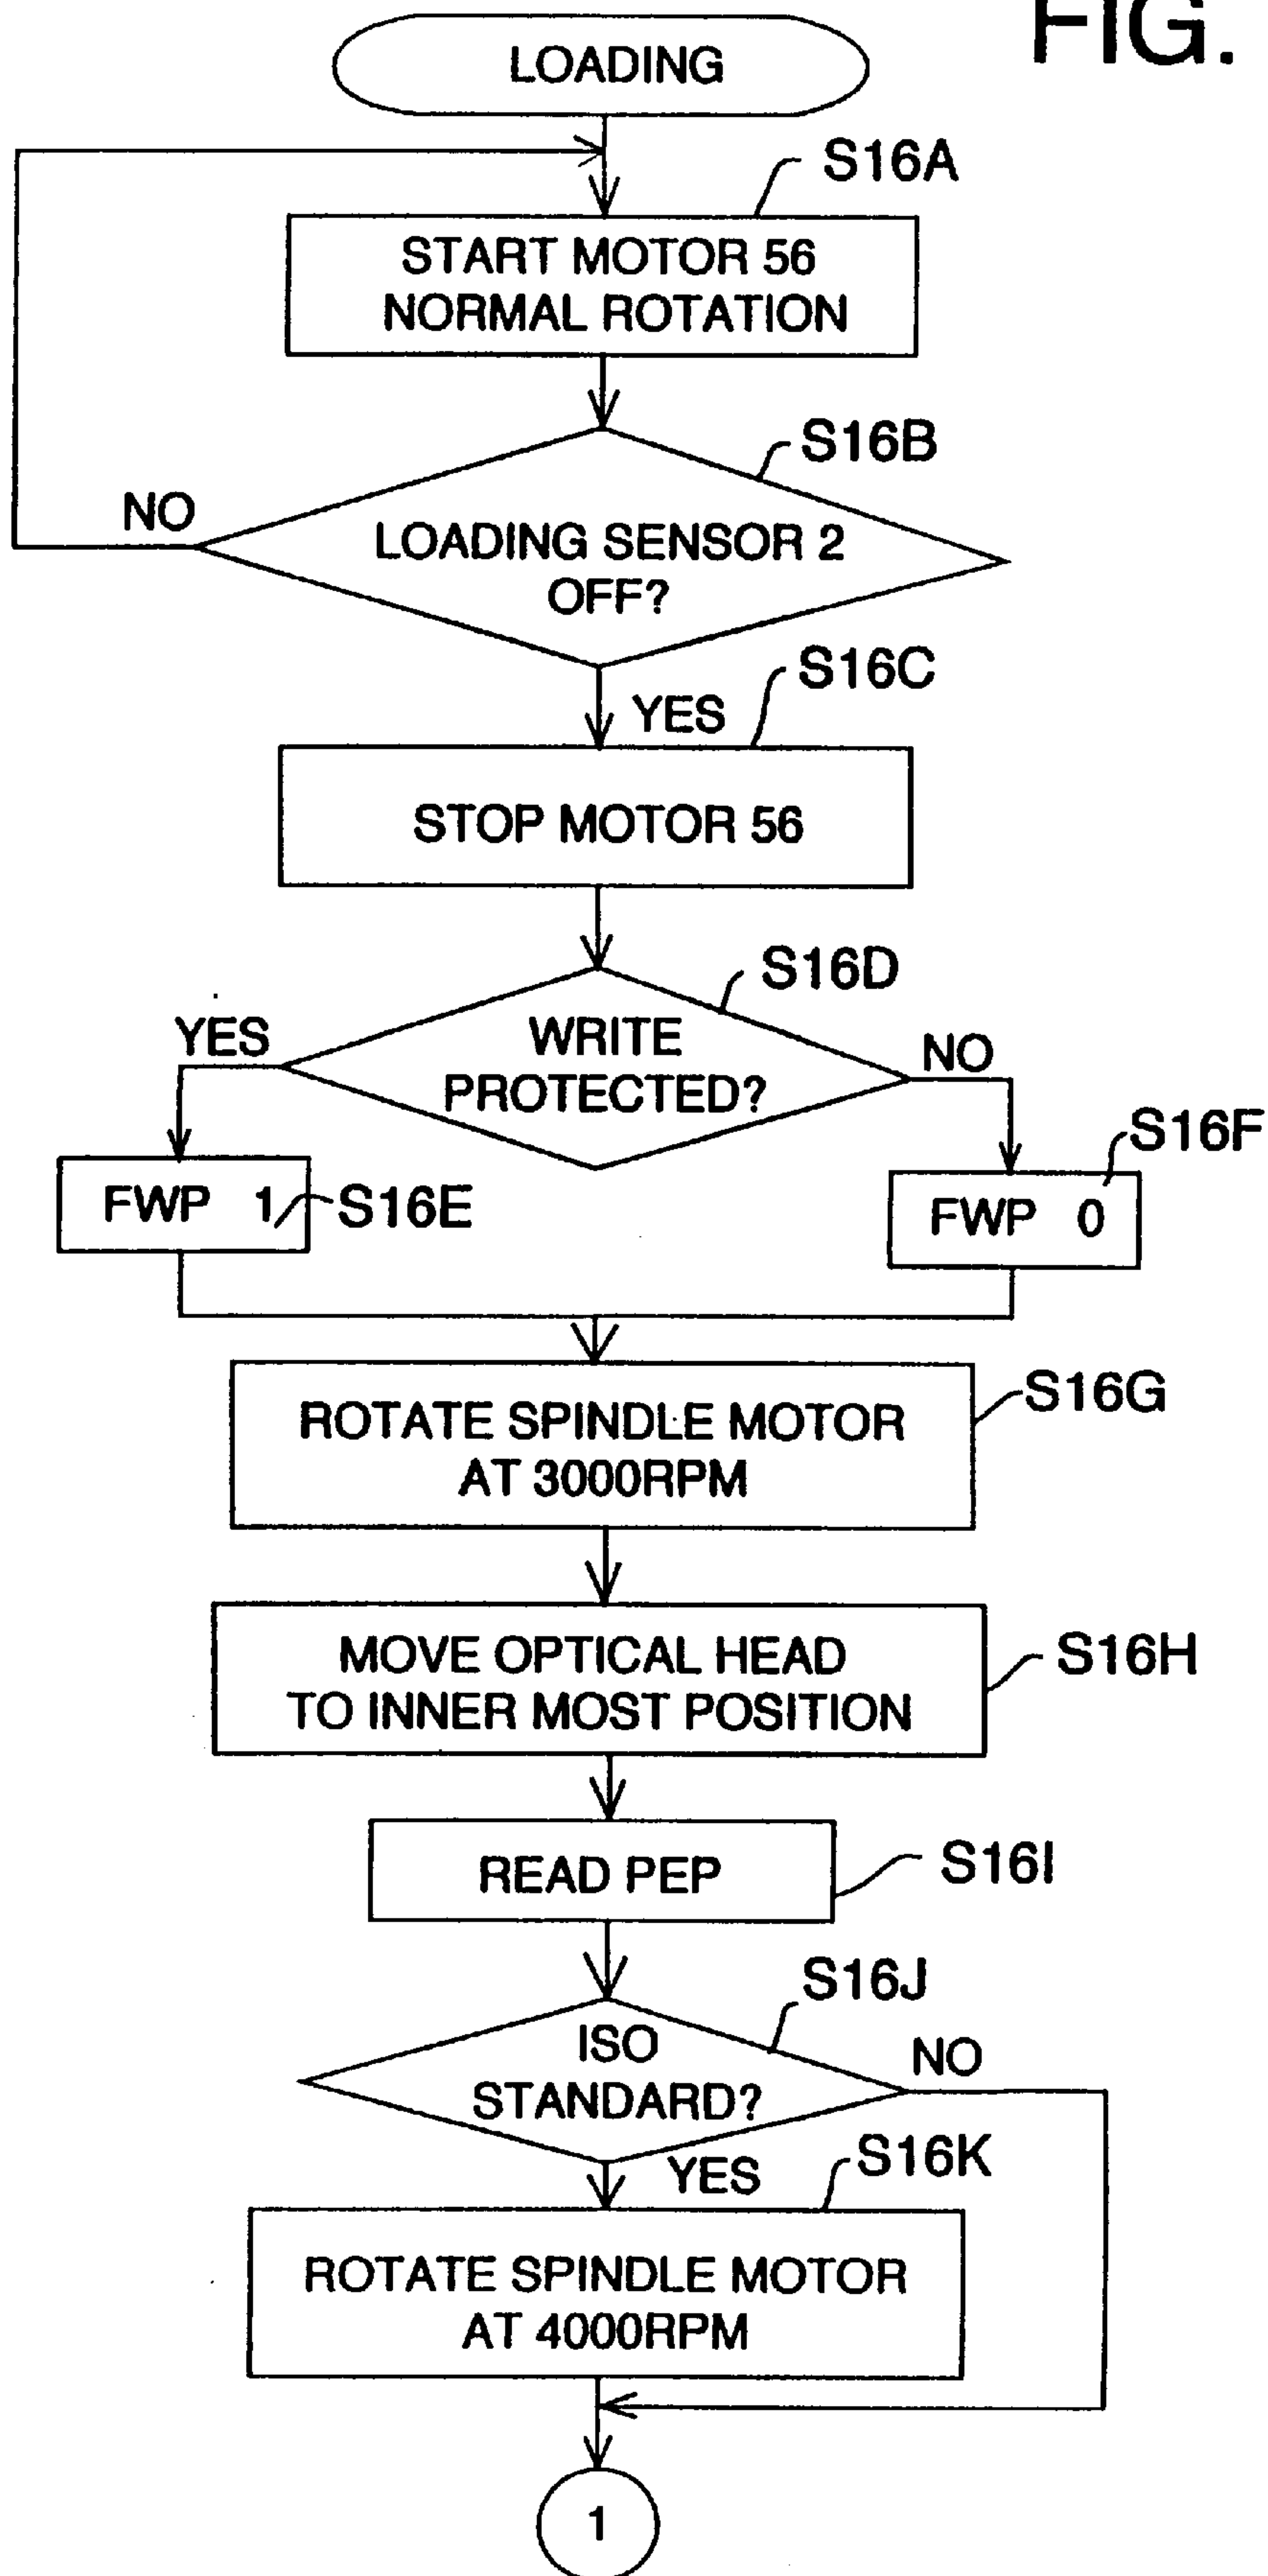 FIG.
LOADING
S16A
START MOTOR 56
NORMAL ROTATION
S16B
NO
LOADING SENSOR 2
OFF?
S16C
YES
STOP MOTOR 56
S16D
YES
WRITE
PROTECTED?
NO
S16F
FWP 1
S16E
FWP 0
S16G
ROTATE SPINDLE MOTOR
AT 3000RPM
MOVE OPTICAL HEAD
TO INNER MOST POSITION
S16H
READ PEP
S16I
S16J
ISO
STANDARD?
NO
YES
S16K
ROTATE SPINDLE MOTOR
AT 4000RPM
1